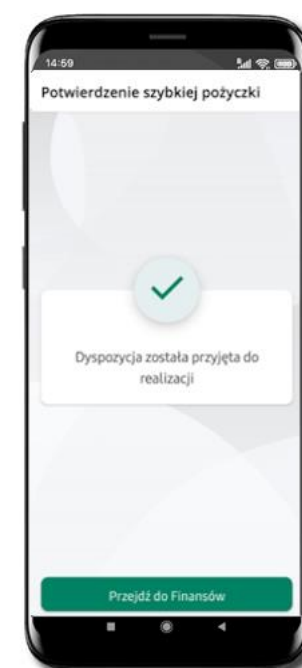 14:59
Potwierdzenie szybkiej pożyczki
Dyspozycja została przyjęta do
realizacji
Przejdź do Finansów